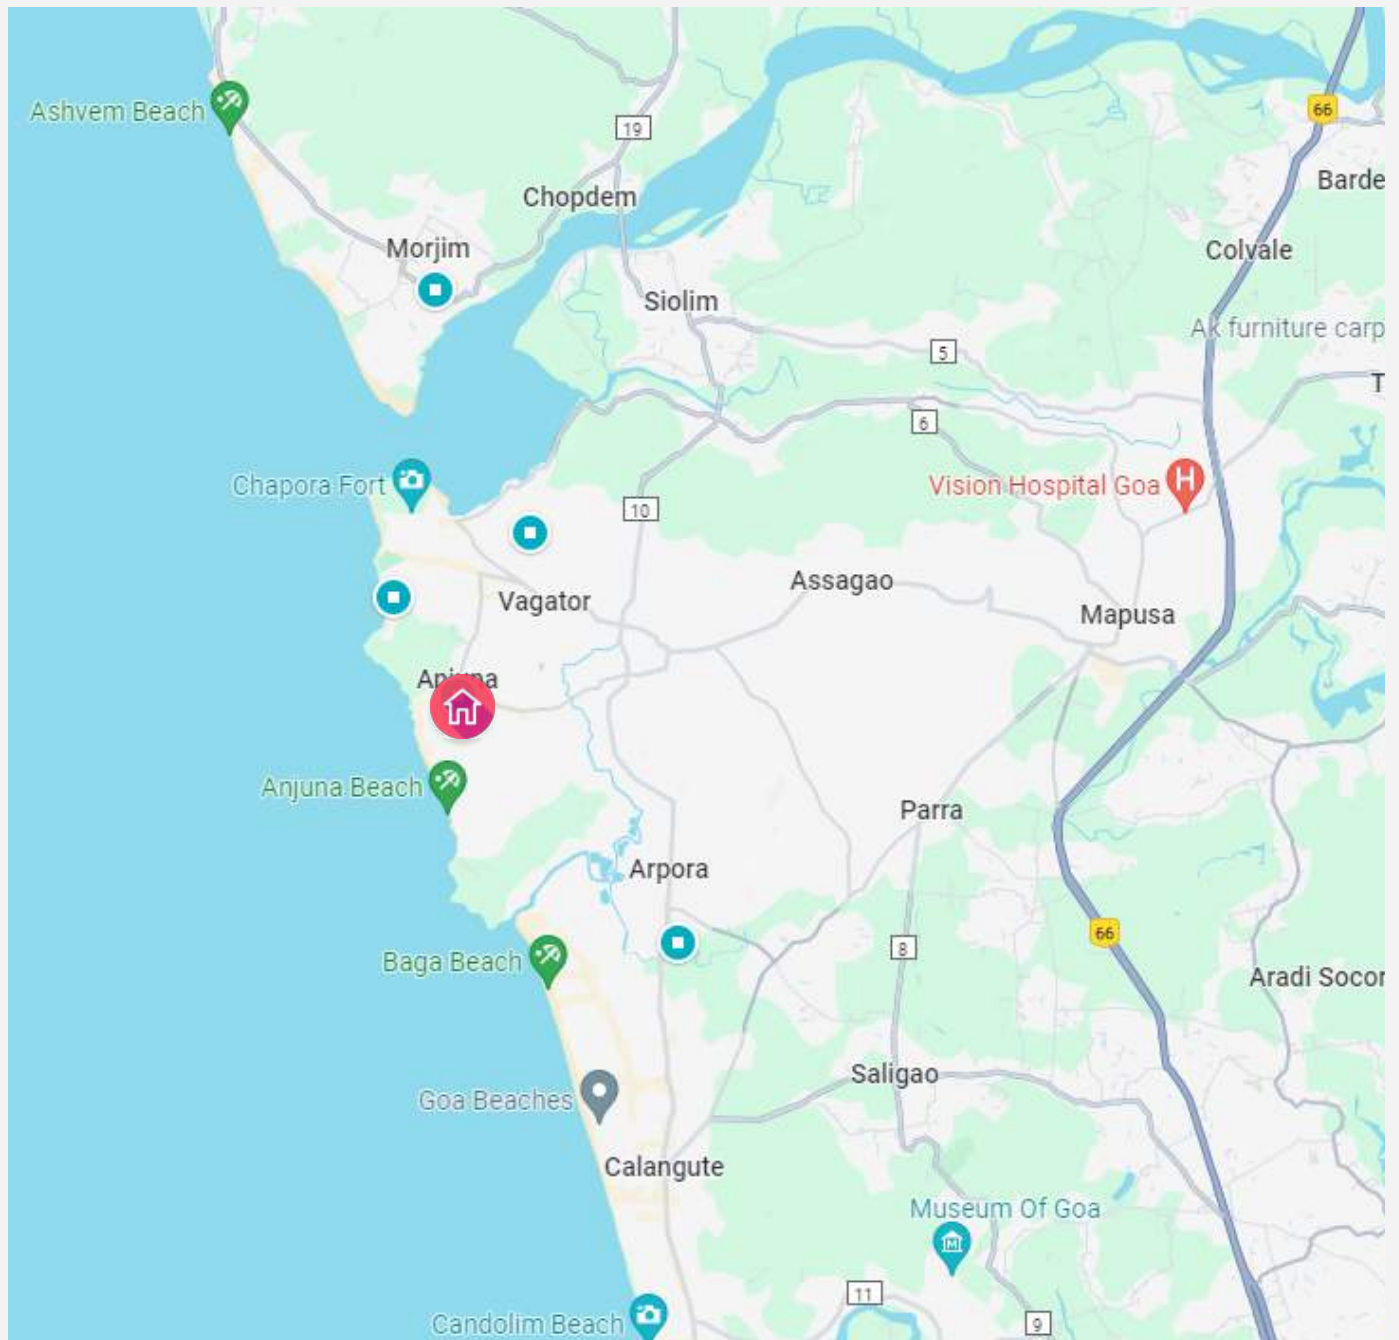 66
Ashvem Beach
19
Barde
Chopdem
Morjim
Colvale
Siolim
Ak furniture carp
5
T
6
Chapora Fort
Vision Hospital Goa
H
10
Assagao
Vagator
Mapusa
Anjuna
Anjuna Beach
Parra
Arpora
66
8
Baga Beach
Aradi Socor
Saligao
Goa Beaches
Calangute
Museum Of Goa
M
11
Candolim Beach
9